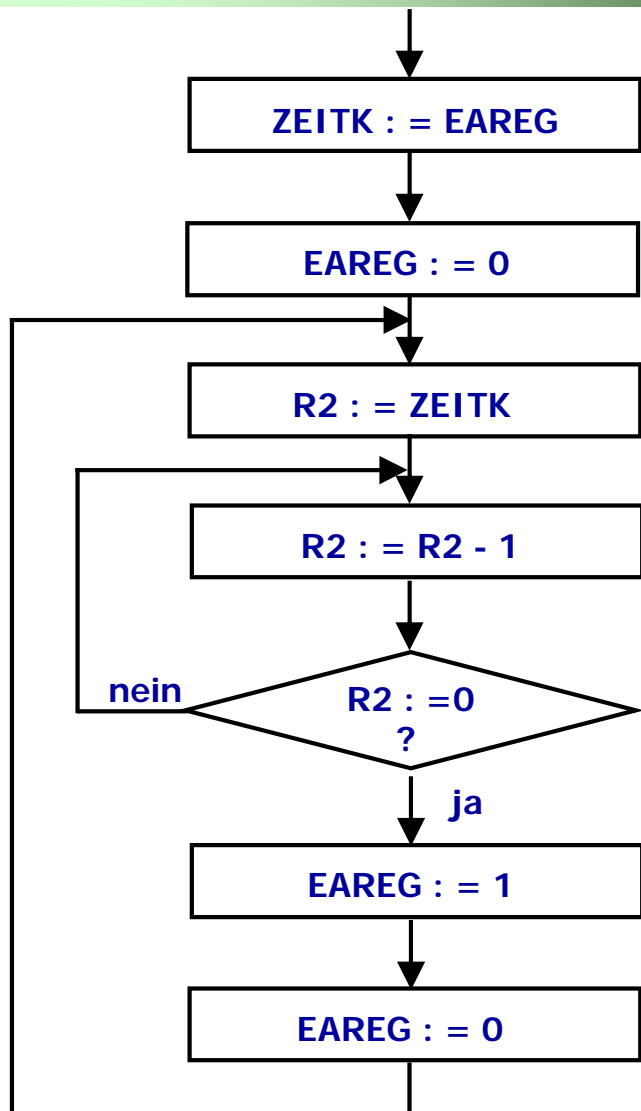 ZEITK : = EAREG
EAREG : = 0
R2 : = ZEITK
R2 : = R2 - 1
nein
R2 : =0
?
ja
EAREG : = 1
EAREG : = 0